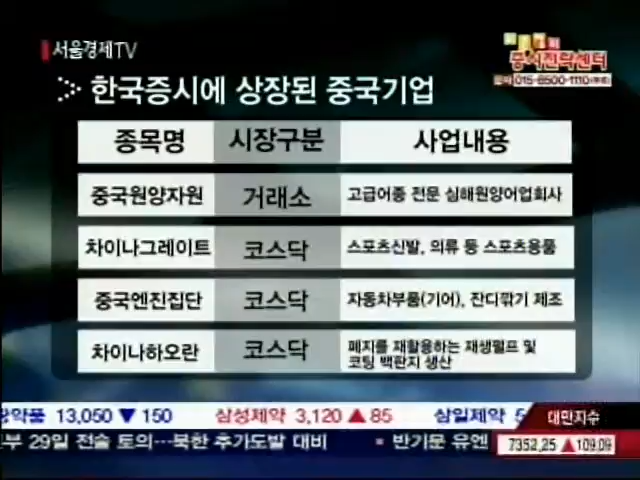 서울경제TV
증시전략센터
015-8500-1110
한국증시에 상장된 중국기업
종목명 시장구분 사업내용
중국원양자원 거래소 고급어종 전문 심해원양어업회사
차이나그레이트 코스닥 스포츠신발, 의류 등 스포츠용품
중국엔진집단 코스닥 자동차부품(기어), 잔디깎기 제조
차이나하오란 코스닥 폐지를 재활용하는 재생펄프 및
코팅 백판지 생산
약품 13,050 ▼ 150 삼성제약 3,120 ▲ 85 삼일제약 대만지수
부 29일 전술 토의…북한 추가도발 대비 반기문 유엔 7352.25 ▲109.09